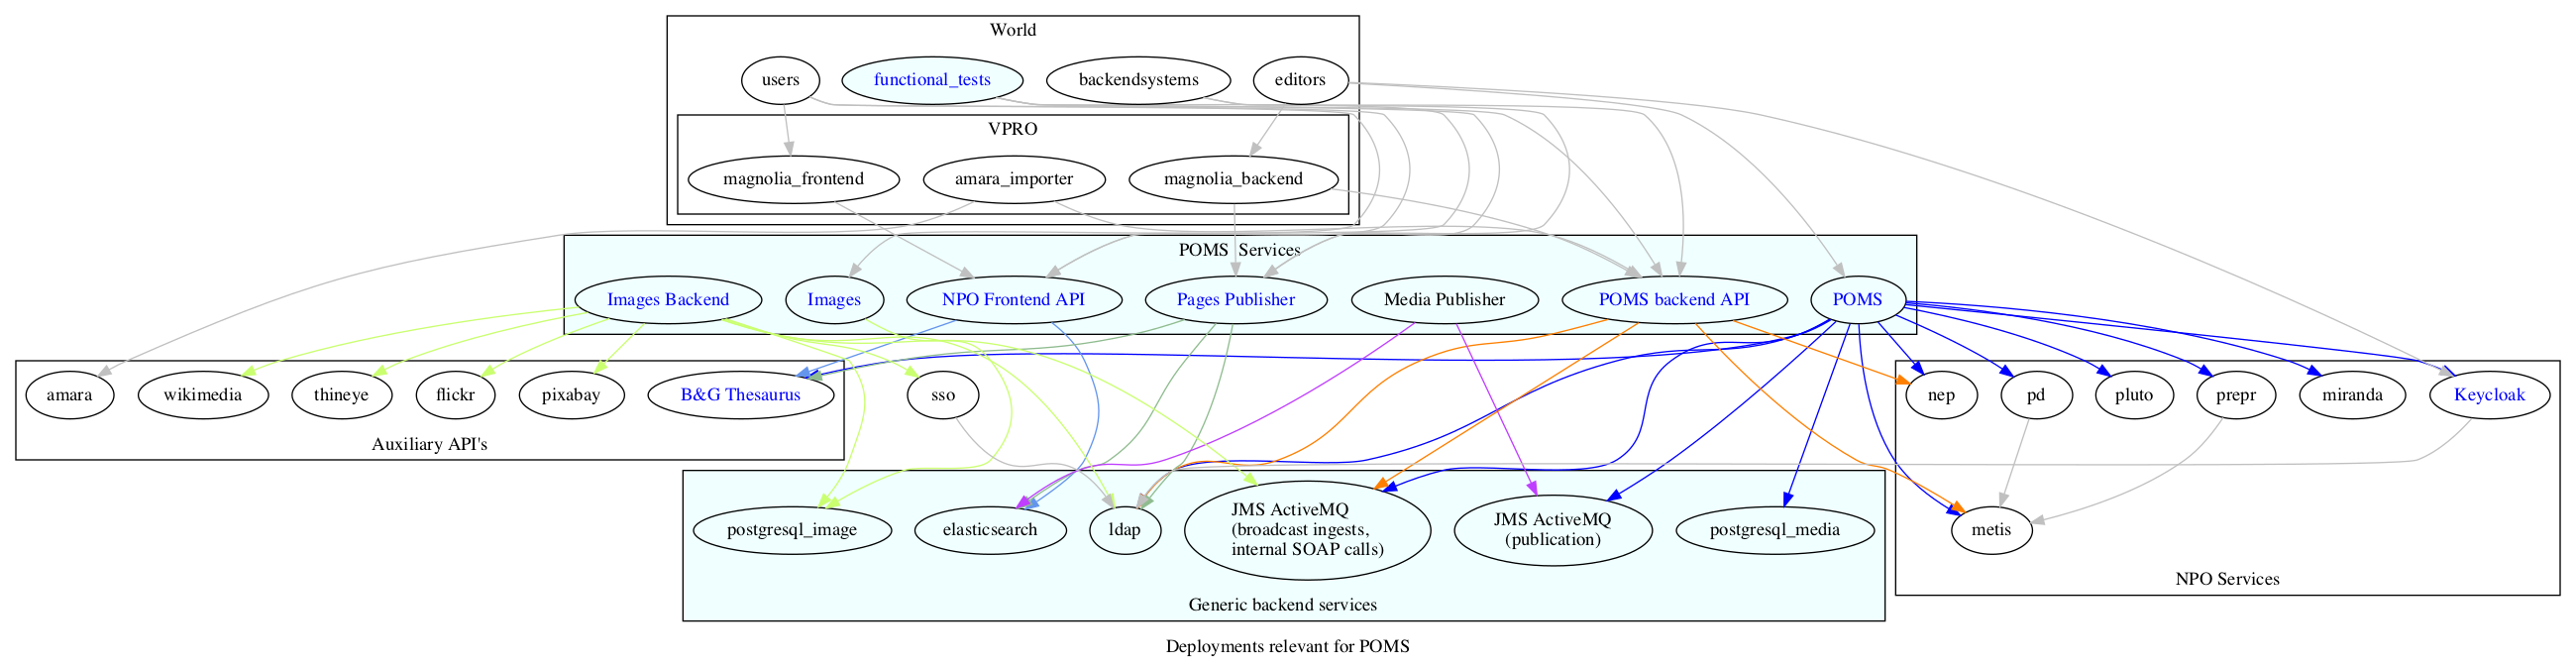 World
users
functional_tests
backendsystems
editors
VPRO
magnolia_frontend
amara_importer
magnolia_backend
POMS  Services
Images Backend
Images
NPO Frontend API
Pages Publisher
Media Publisher
POMS backend API
POMS
amara
wikimedia
thineye
flickr
pixabay
B&G Thesaurus
sso
nep
pd
pluto
prepr
miranda
Keycloak
Auxiliary API's
postgresql_image
elasticsearch
ldap
JMS ActiveMQ
(broadcast ingests,
internal SOAP calls)
JMS ActiveMQ
(publication)
postgresql_media
metis
NPO Services
Generic backend services
Deployments relevant for POMS